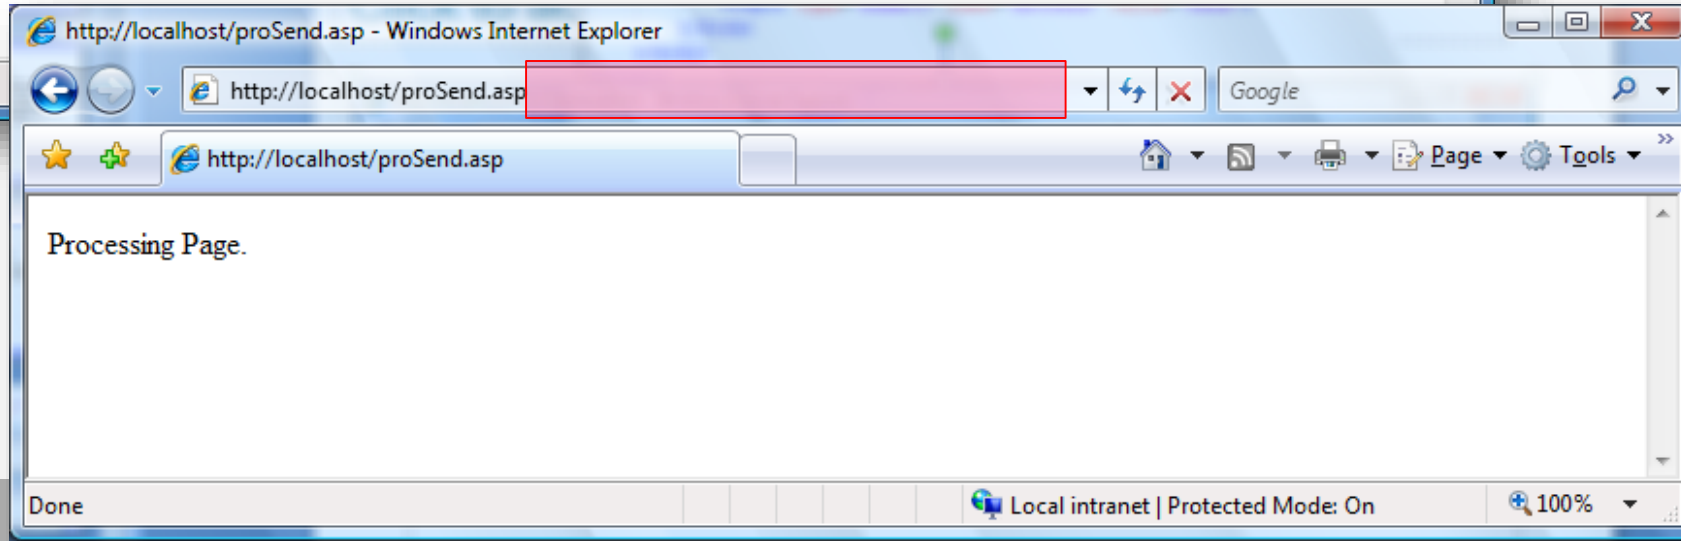 http://localhost/proSend.asp - Windows Internet Explorer
http://localhost/proSend.asp Google
http://localhost/proSend.asp Page Tools »
Processing Page.
Done Local intranet | Protected Mode: On 100%